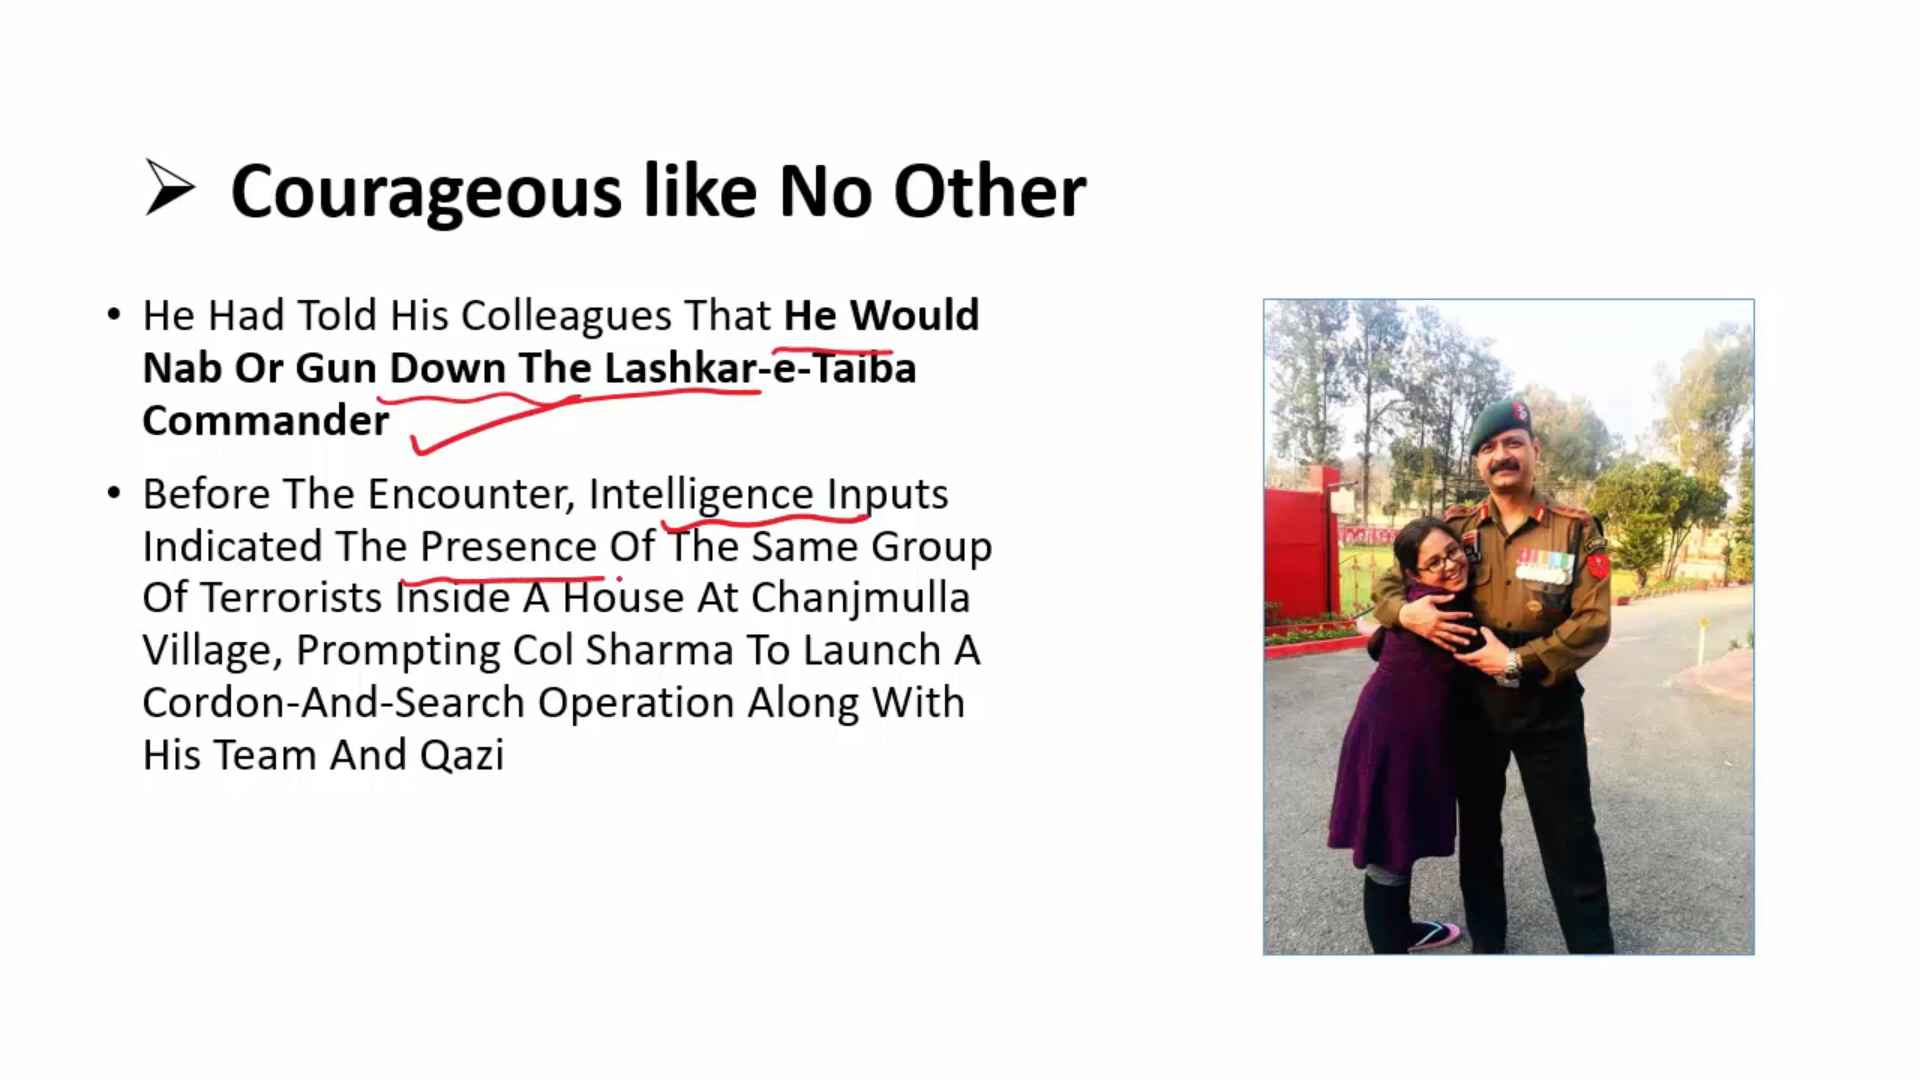 ➢ Courageous like No Other
• He Had Told His Colleagues That He Would
Nab Or Gun Down The Lashkar-e-Taiba
Commander
• Before The Encounter, Intelligence Inputs
Indicated The Presence Of The Same Group
Of Terrorists Inside A House At Chanjmulla
Village, Prompting Col Sharma To Launch A
Cordon-And-Search Operation Along With
His Team And Qazi